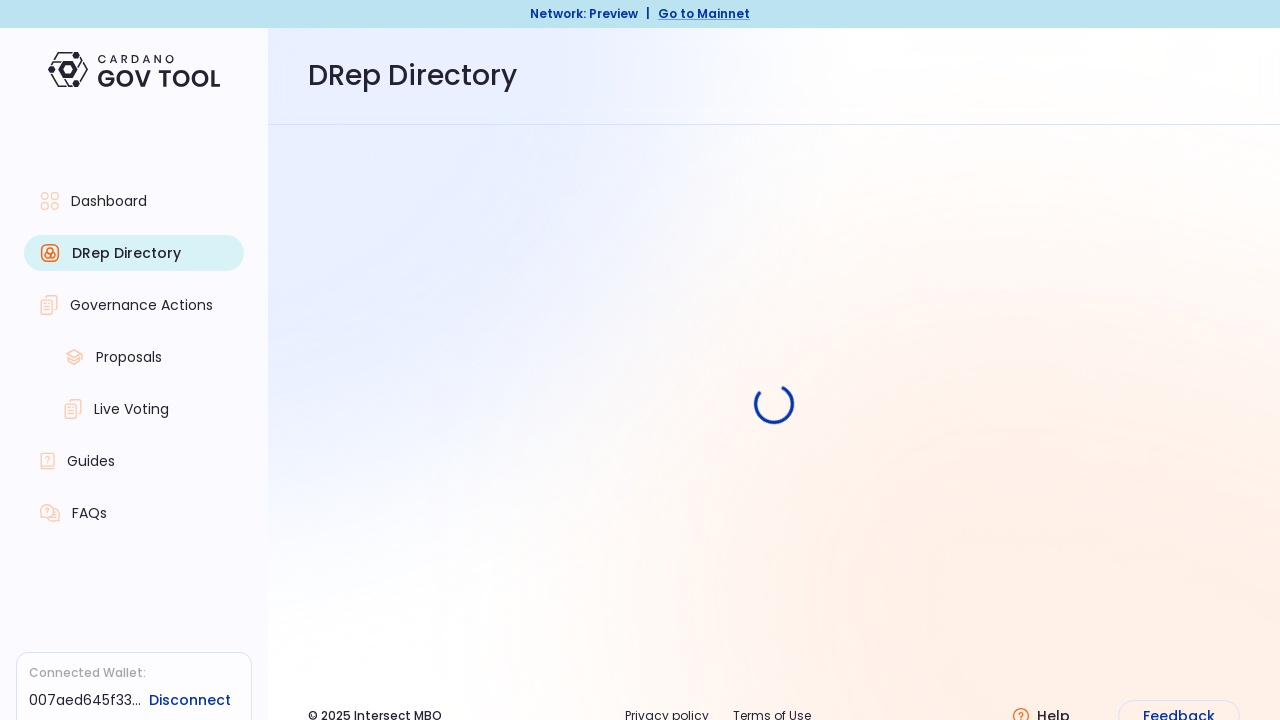 Network: Preview | Go to Mainnet
CARDANO
GOV TOOL
DRep Directory
Dashboard
DRep Directory
Governance Actions
Proposals
Live Voting
Guides
FAQs
Connected Wallet:
007aed645f33... Disconnect
© 2025 Intersect MBO
Privacy policy
Terms of Use
Help
Feedback